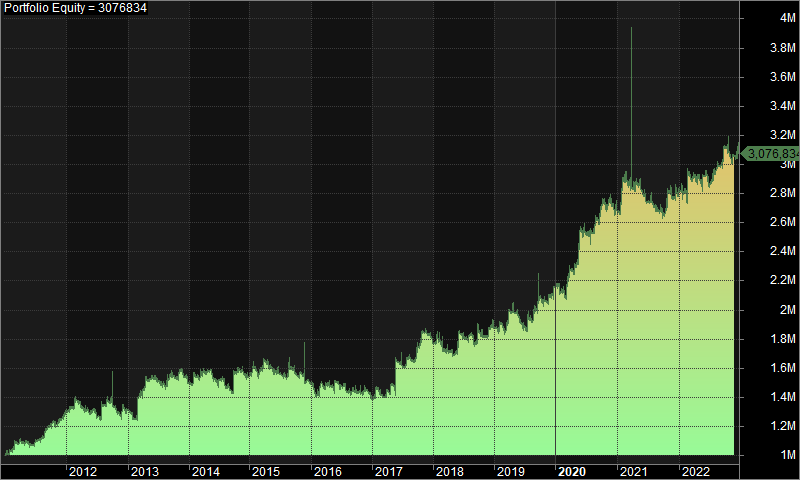 Portfolio Equity = 3076834
4M
3.8M
3.6M
3.4M
3.2M
3,076,834
3M
2.8M
2.6M
2.4M
2.2M
2M
1.8M
1.6M
1.4M
1.2M
1M
2012 2013 2014 2015 2016 2017 2018 2019 2020 2021 2022